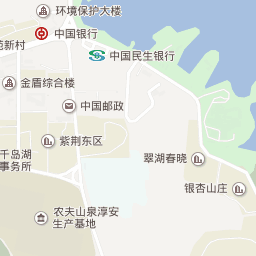 环境保护大楼
中国银行
苑新村
中国民生银行
金盾综合楼
中国邮政
紫荆东区
翠湖春晓
千岛湖
事务所
银杏山庄
农夫山泉淳安
生产基地